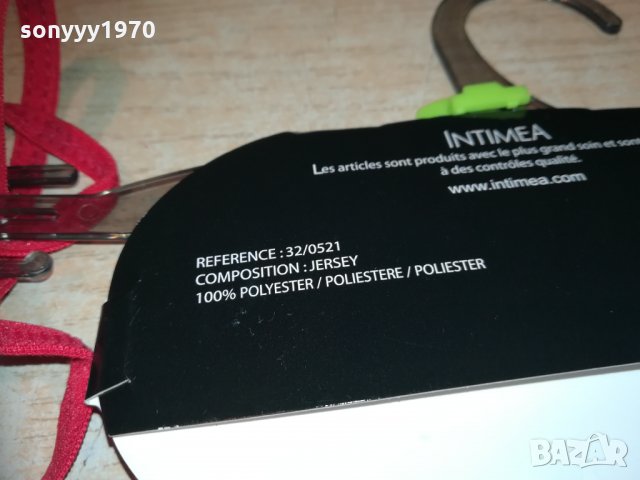 sonyyy1970
INTIMEA
Les articles sont produits avec le plus grand soin et
à des contrôles qualité.
www.intimea.com
REFERENCE : 32/0521
COMPOSITION : JERSEY
100% POLYESTER / POLIESTERE / POLIESTER
BAZAR